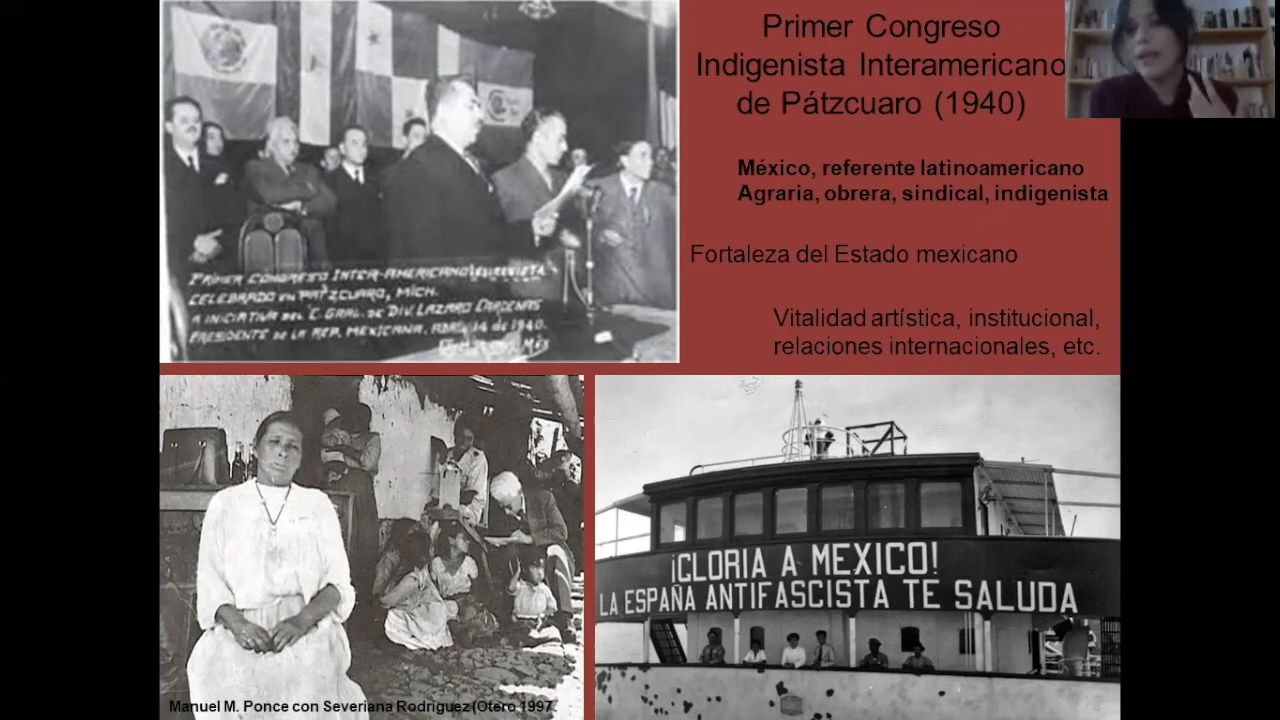 Primer Congreso
Indigenista Interamericano
de Pátzcuaro (1940)
México, referente latinoamericano
Agraria, obrera, sindical, indigenista
Fortaleza del Estado mexicano
Vitalidad artística, institucional,
relaciones internacionales, etc.
PRIMER CONGRESO INTER-AMERICANO
CELEBRADO EN PATZCUARO, MICH.
A INICIATIVA DEL C. GRAL. DE DIV. LAZARO CARDENAS
PRESIDENTE DE LA REP. MEXICANA. ABRIL 14 de 1940.
¡GLORIA A MEXICO!
LA ESPAÑA ANTIFASCISTA TE SALUDA
Manuel M. Ponce con Severiana Rodríguez (Otero 1997